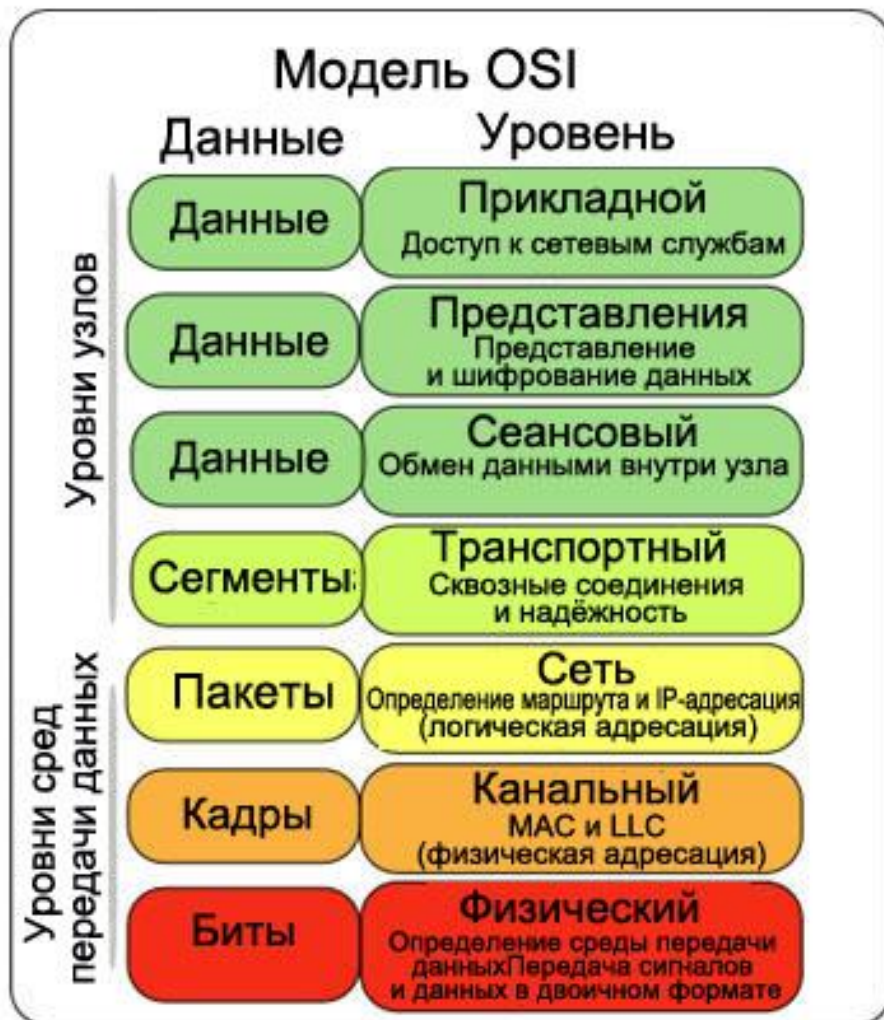 Модель OSI
Данные Уровень
Уровни узлов
Данные
Прикладной
Доступ к сетевым службам
Данные
Представления
Представление
и шифрование данных
Данные
Сеансовый
Обмен данными внутри узла
Сегменты
Транспортный
Сквозные соединения
и надёжность
Уровни сред
передачи данных
Пакеты
Сеть
Определение маршрута и IP-адресация
(логическая адресация)
Кадры
Канальный
MAC и LLC
(физическая адресация)
Биты
Физический
Определение среды передачи
данныхПередача сигналов
и данных в двоичном формате